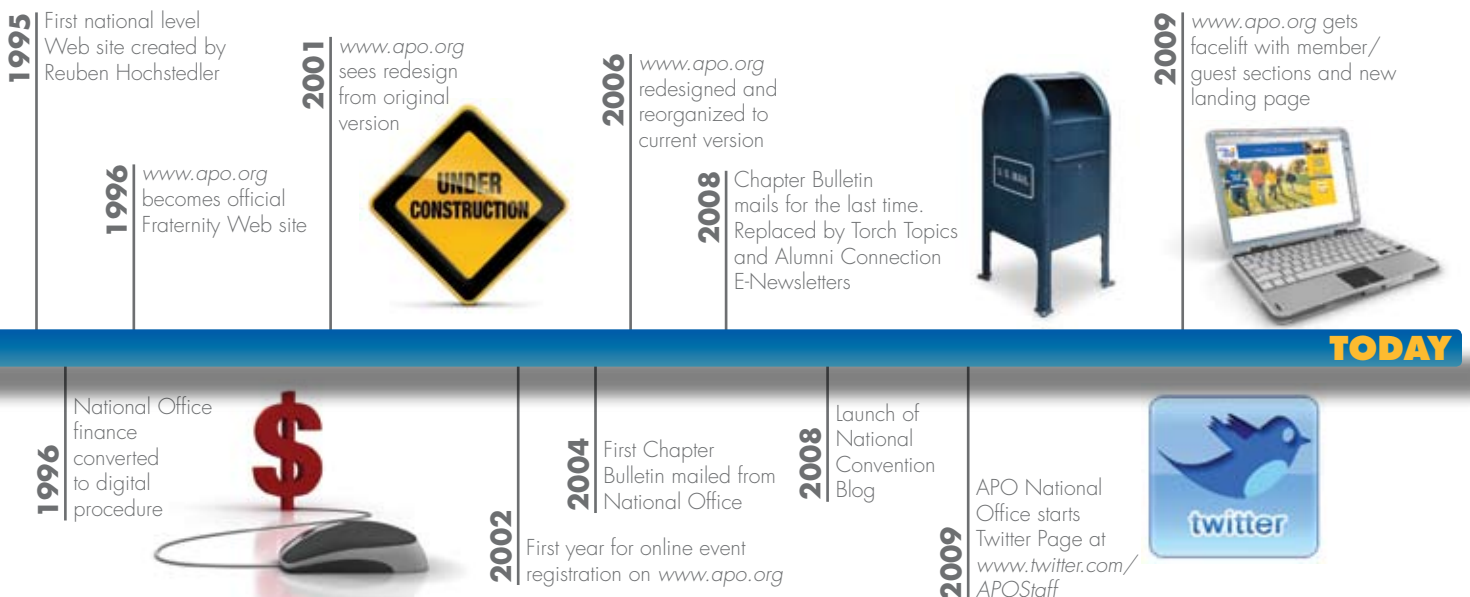 1995
First national level
Web site created by
Reuben Hochstedler
1996
www.apo.org
becomes official
Fraternity Web site
2001
www.apo.org
sees redesign
from original
version
UNDER
CONSTRUCTION
2006
www.apo.org
redesigned and
reorganized to
current version
2008
Chapter Bulletin
mails for the last time.
Replaced by Torch Topics
and Alumni Connection
E-Newsletters
U.S. MAIL
2009
www.apo.org gets
facelift with member/
guest sections and new
landing page
TODAY
1996
National Office
finance
converted
to digital
procedure
$
2002
First year for online event
registration on www.apo.org
2004
First Chapter
Bulletin mailed from
National Office
2008
Launch of
National
Convention
Blog
2009
APO National
Office starts
Twitter Page at
www.twitter.com/
APOStaff
twitter